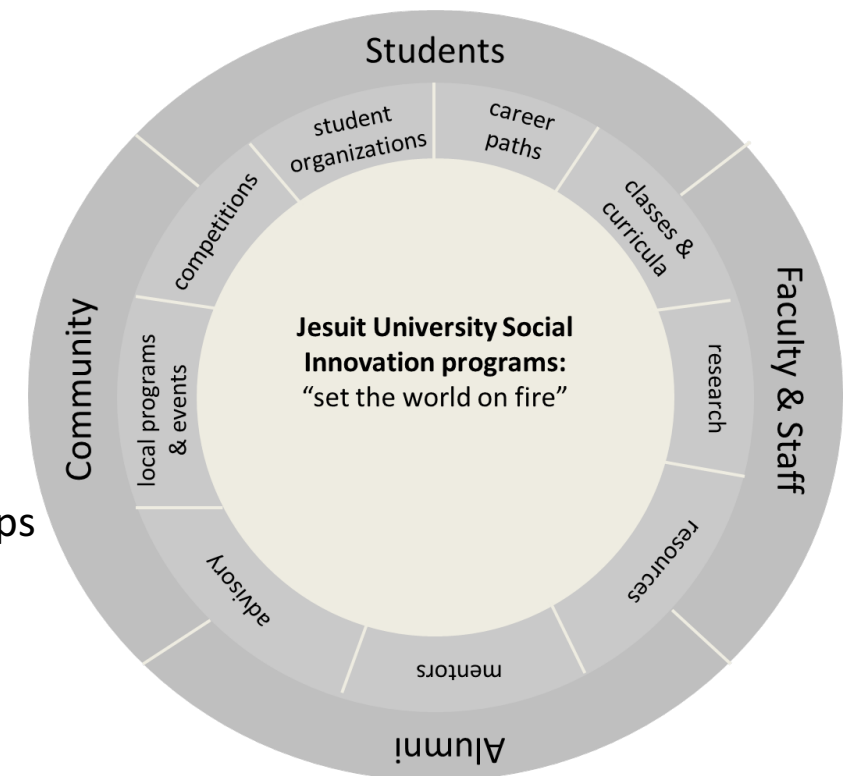 Students
student
organizations
career
paths
competitions
classes &
curricula
Community
local programs
& events
Jesuit University Social
Innovation programs:
“set the world on fire”
research
Faculty & Staff
ps
advisory
resources
mentors
Alumni